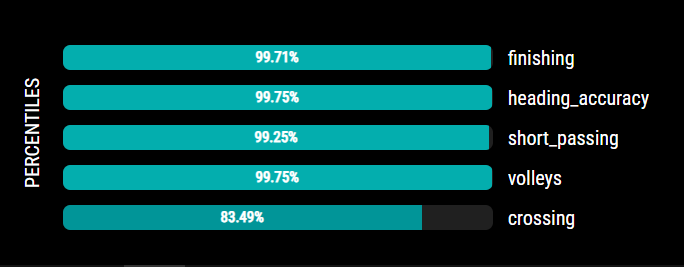 PERCENTILES
99.71% finishing
99.75% heading_accuracy
99.25% short_passing
99.75% volleys
83.49% crossing